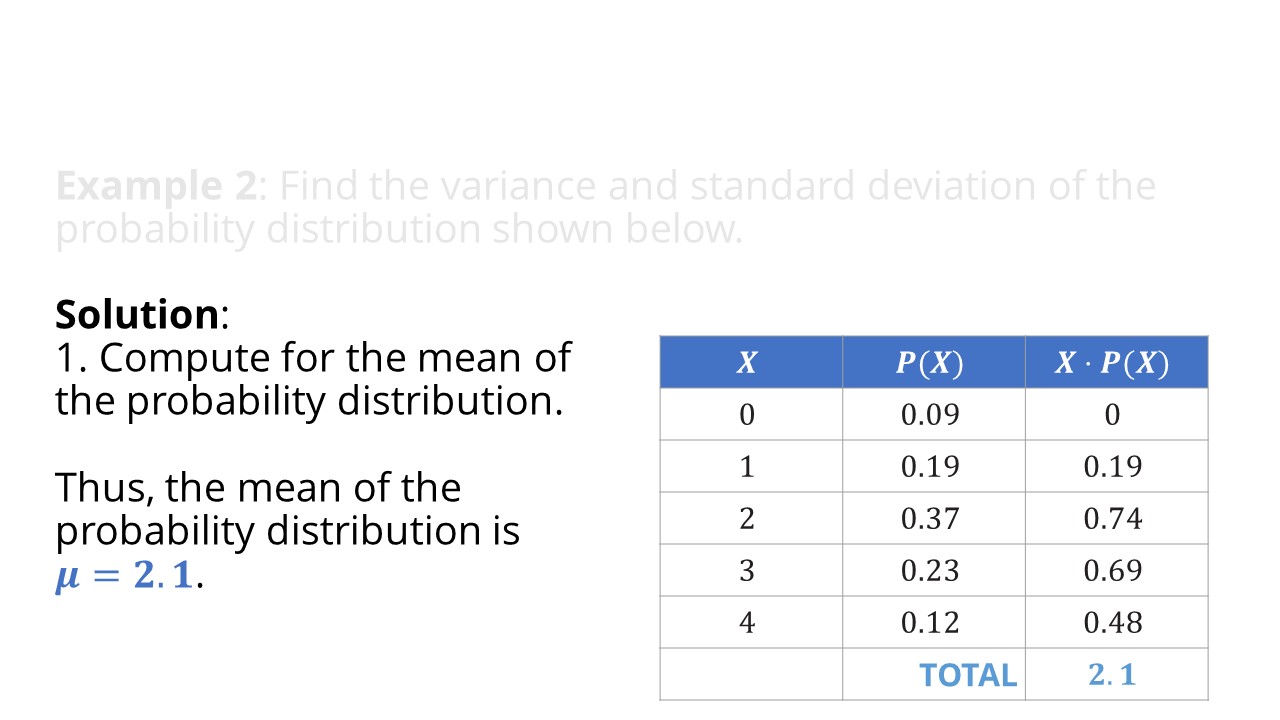 Example 2: Find the variance and standard deviation of the
probability distribution shown below.
Solution:
1. Compute for the mean of
the probability distribution.
Thus, the mean of the
probability distribution is
μ = 2.1.
X P(X) X · P(X)
0 0.09 0
1 0.19 0.19
2 0.37 0.74
3 0.23 0.69
4 0.12 0.48
TOTAL 2.1